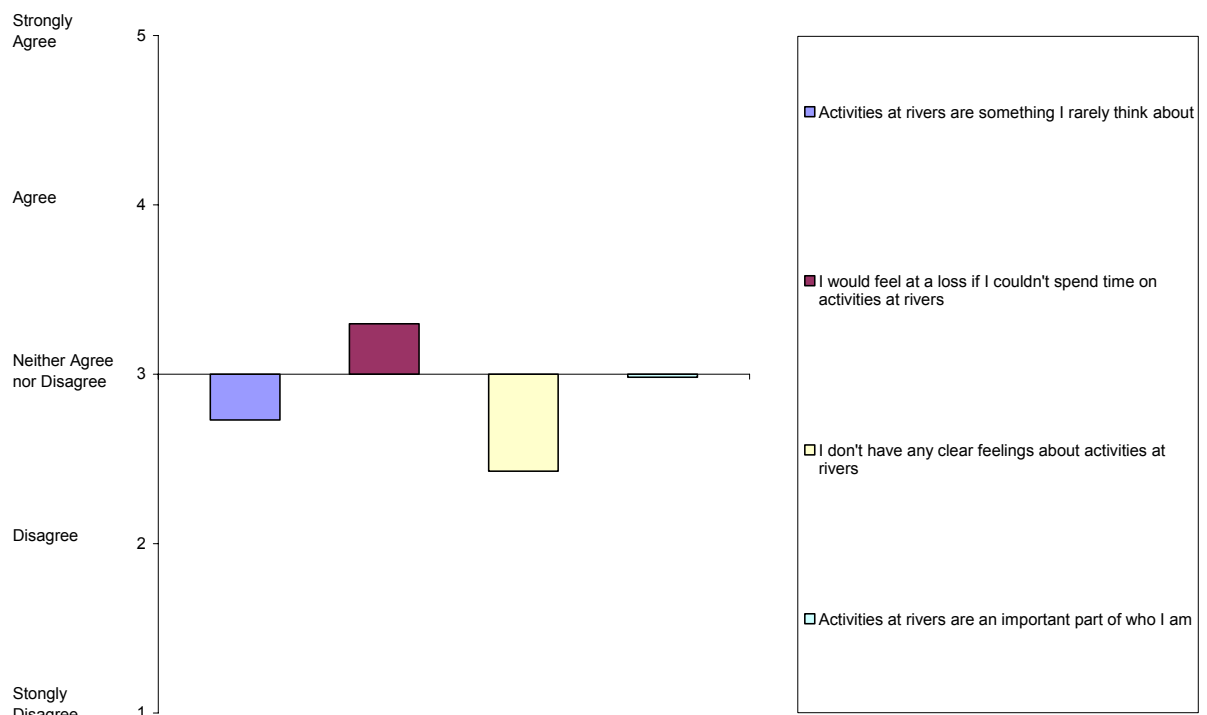 Strongly
Agree
5
Agree
4
Neither Agree
nor Disagree
3
Disagree
2
Stongly
Disagree
1
Activities at rivers are something I rarely think about
I would feel at a loss if I couldn't spend time on
activities at rivers
I don't have any clear feelings about activities at
rivers
Activities at rivers are an important part of who I am